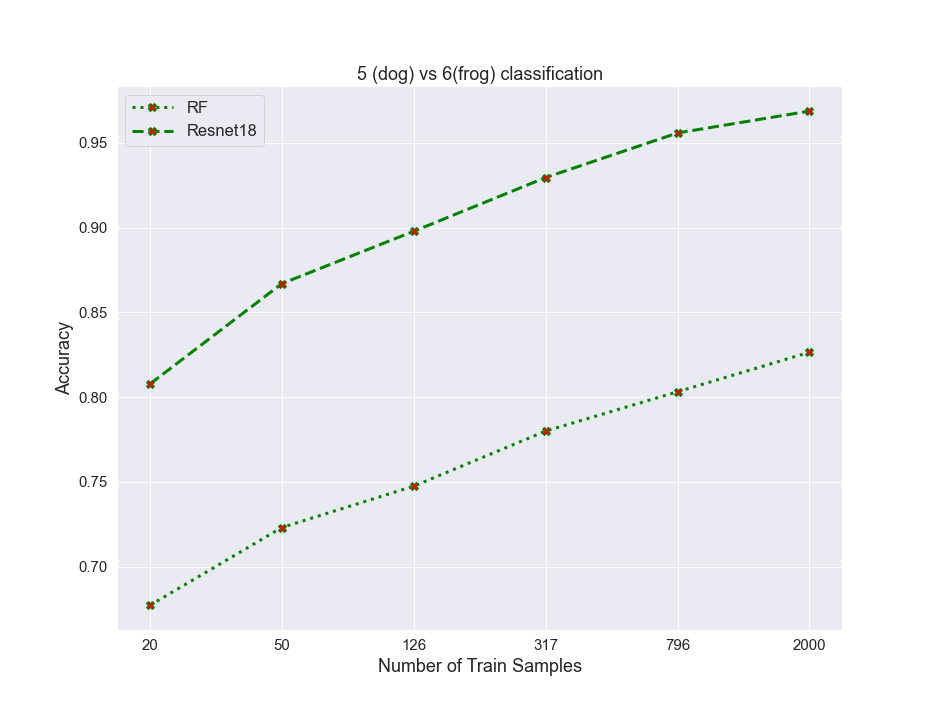 5 (dog) vs 6(frog) classification
RF
Resnet18
0.95
0.90
0.85
0.80
0.75
0.70
Accuracy
20 50 126 317 796 2000
Number of Train Samples